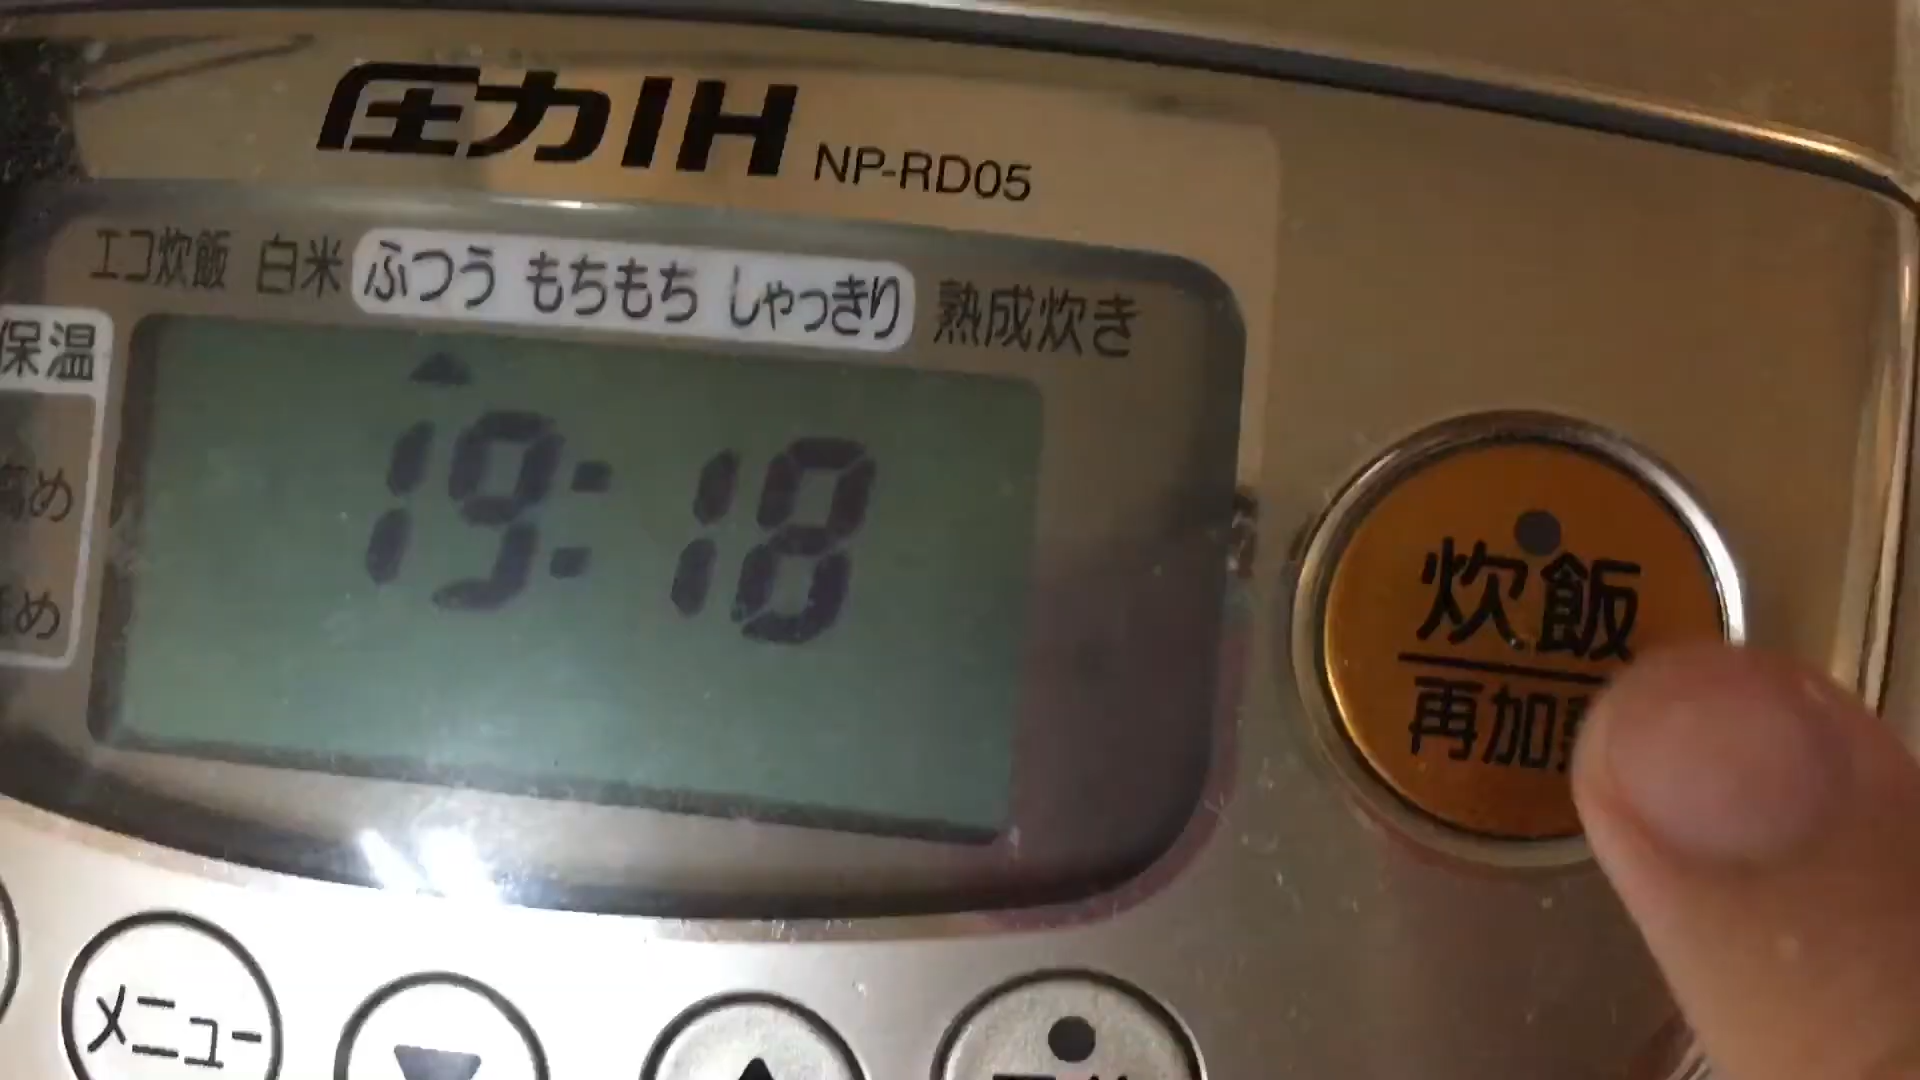 圧力IH NP-RD05
エコ炊飯 白米 ふつう もちもち しゃっきり 熟成炊き
保温
19:18
炊飯
再加
メニュー